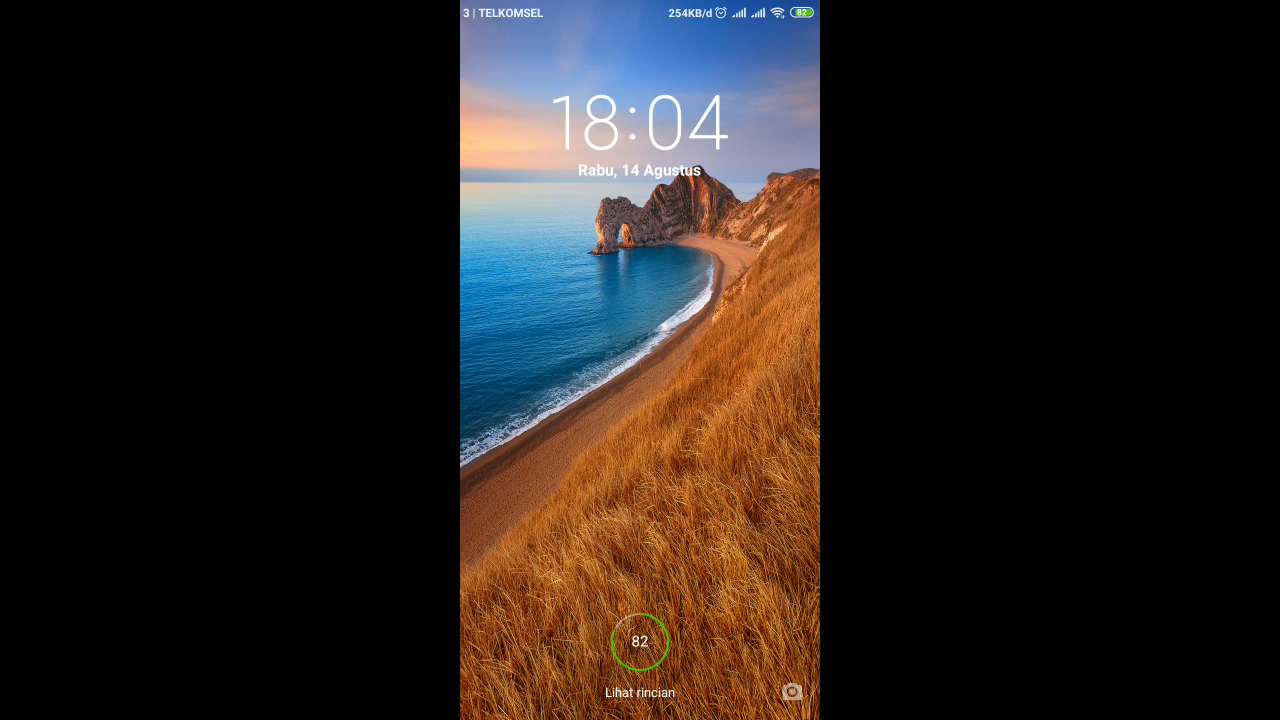 3 | TELKOMSEL 254KB/d 82
18:04
Rabu, 14 Agustus
82
Lihat rincian